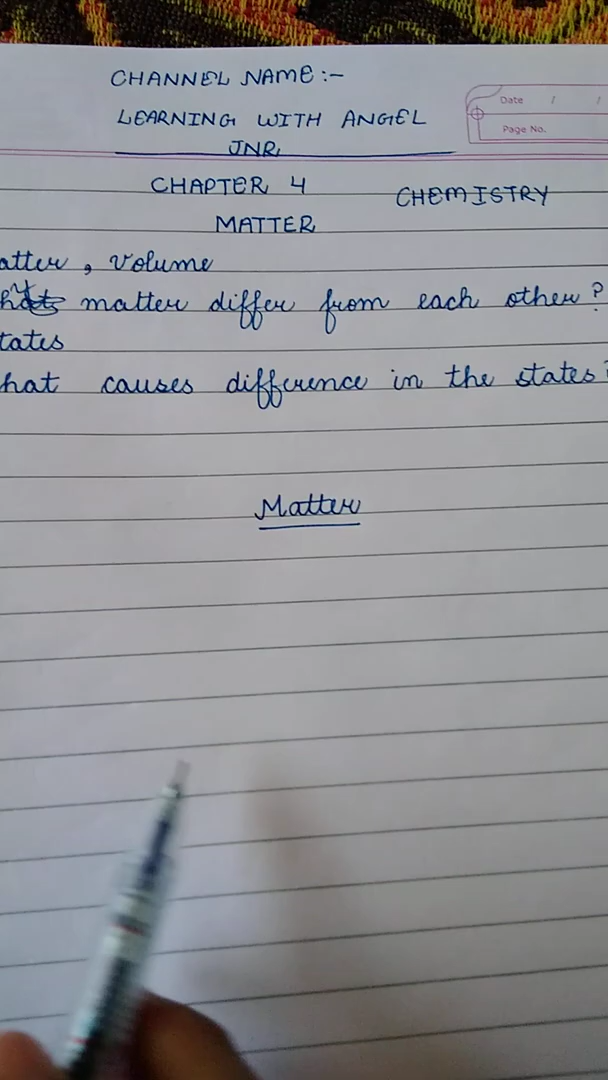 CHANNEL NAME :-
LEARNING WITH ANGEL
JNR
Date / /
Page No.
CHAPTER 4 CHEMISTRY
MATTER
atter , volume
matter differ from each other ?
tates
hat causes difference in the states ?
Matter